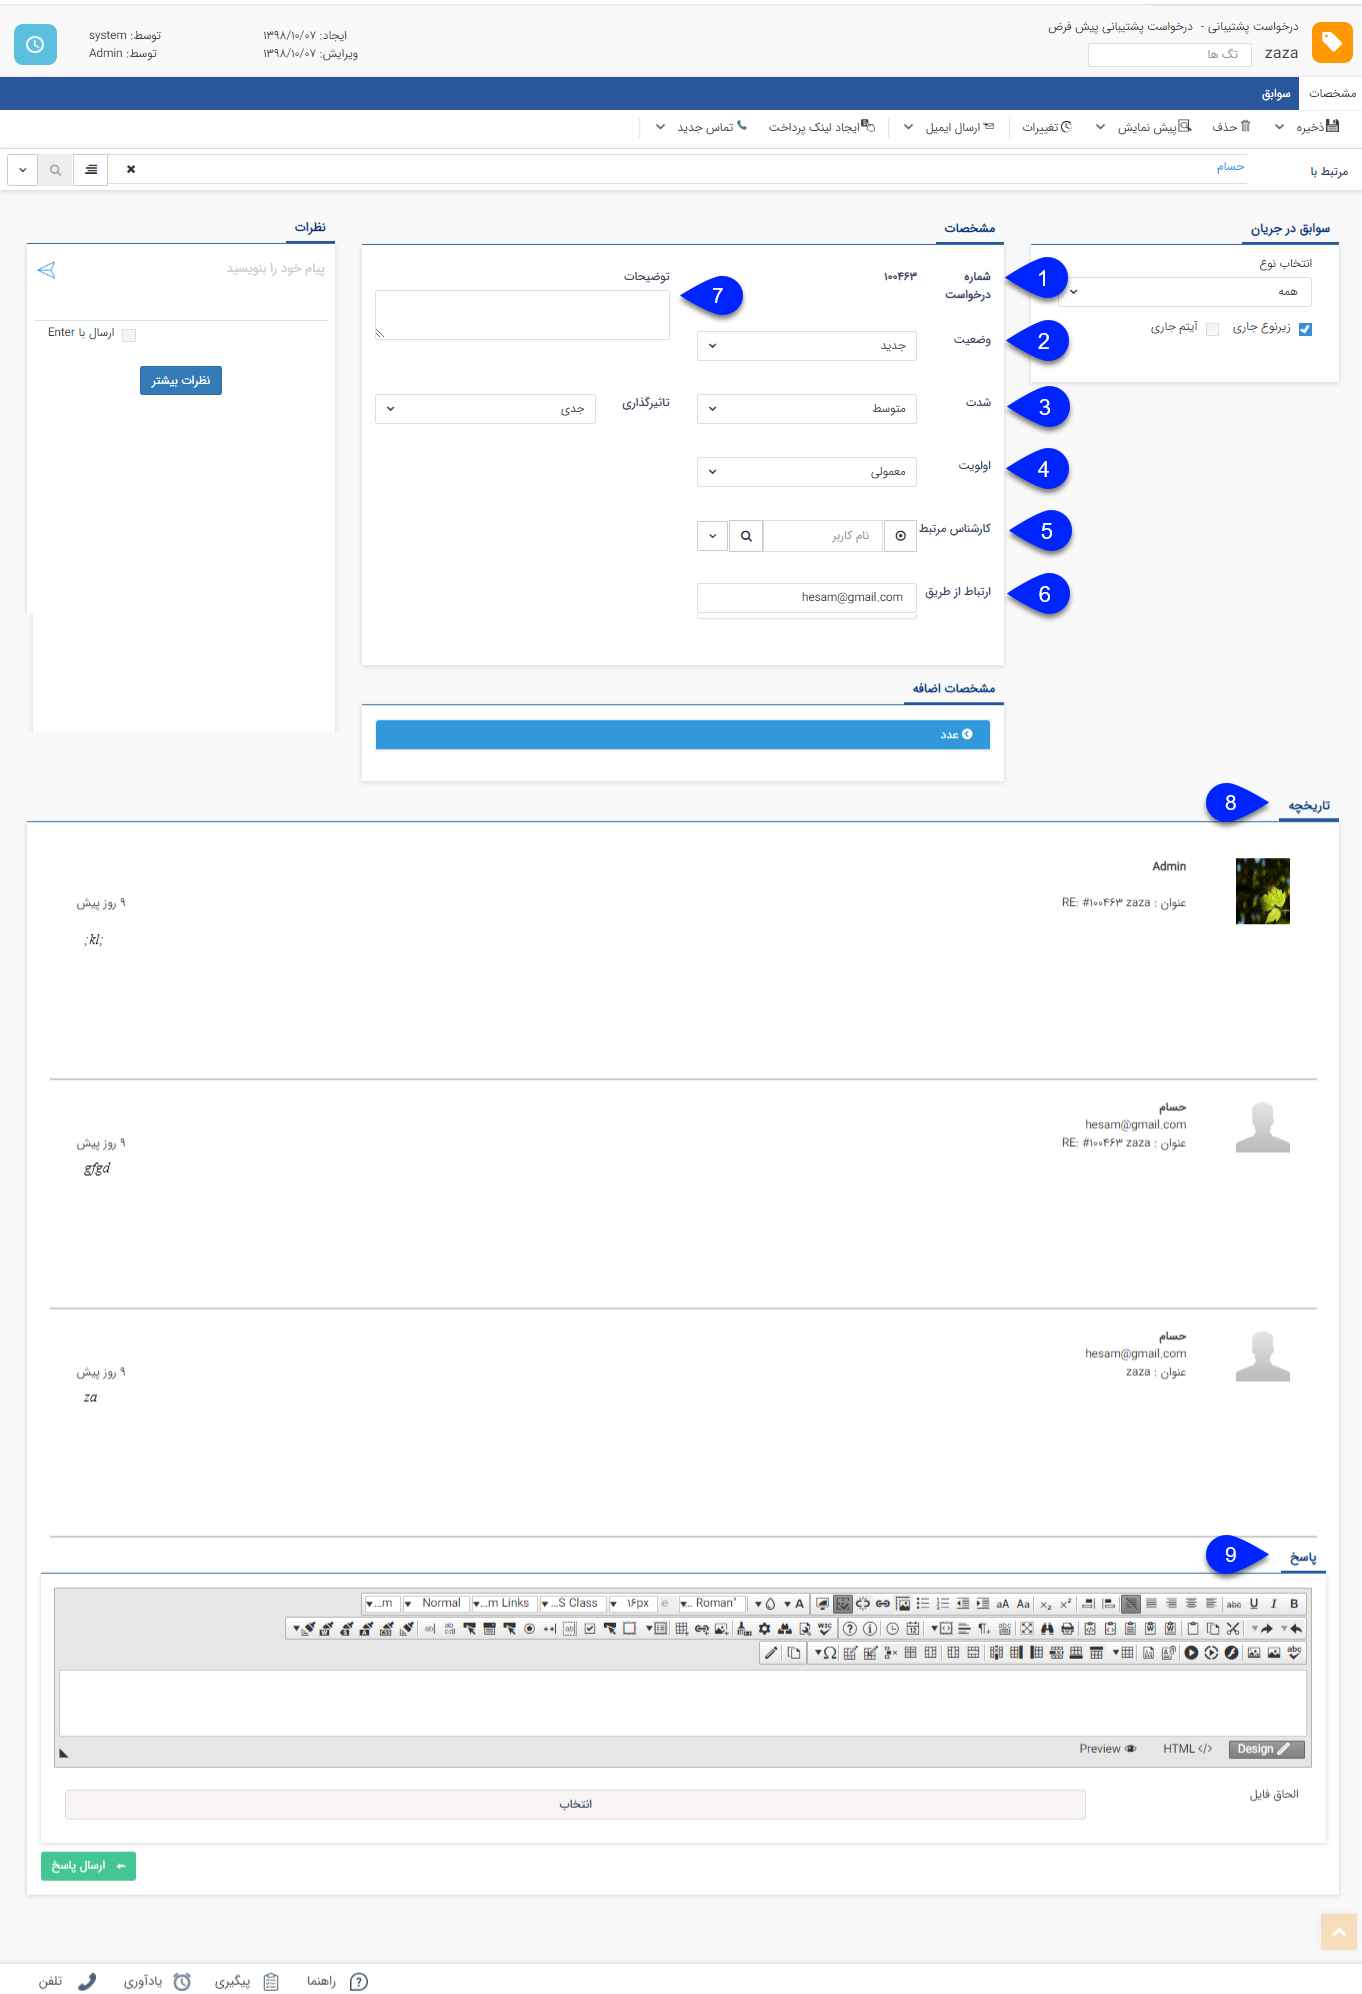 درخواست پشتیبانی - درخواست پشتیبانی پیش فرض
zaza
تگ ها
ایجاد: ۱۳۹۸/۱۰/۰۷ توسط: system
ویرایش: ۱۳۹۸/۱۰/۰۷ توسط: Admin
مشخصات سوابق
ذخیره حذف پیش نمایش تغییرات ارسال ایمیل ایجاد لینک پرداخت تماس جدید
مرتبط با حسام
سوابق در جریان
انتخاب نوع
همه
زیرنوع جاری آیتم جاری
مشخصات
1 شماره درخواست ۱۰۰۴۶۳
7 توضیحات
2 وضعیت جدید
3 شدت متوسط تاثیرگذاری جدی
4 اولویت معمولی
5 کارشناس مرتبط نام کاربر
6 ارتباط از طریق hesam@gmail.com
مشخصات اضافه
عدد
نظرات
پیام خود را بنویسید
ارسال با Enter
نظرات بیشتر
تاریخچه 8
Admin
عنوان : RE: #۱۰۰۴۶۳ zaza ۹ روز پیش
;kl;
حسام
hesam@gmail.com
عنوان : RE: #۱۰۰۴۶۳ zaza ۹ روز پیش
gfgd
حسام
hesam@gmail.com
عنوان : zaza ۹ روز پیش
za
پاسخ 9
...m Normal ...m Links ...S Class ۱۶px ... Roman"
Design HTML Preview
الحاق فایل انتخاب
ارسال پاسخ
راهنما پیگیری یادآوری تلفن